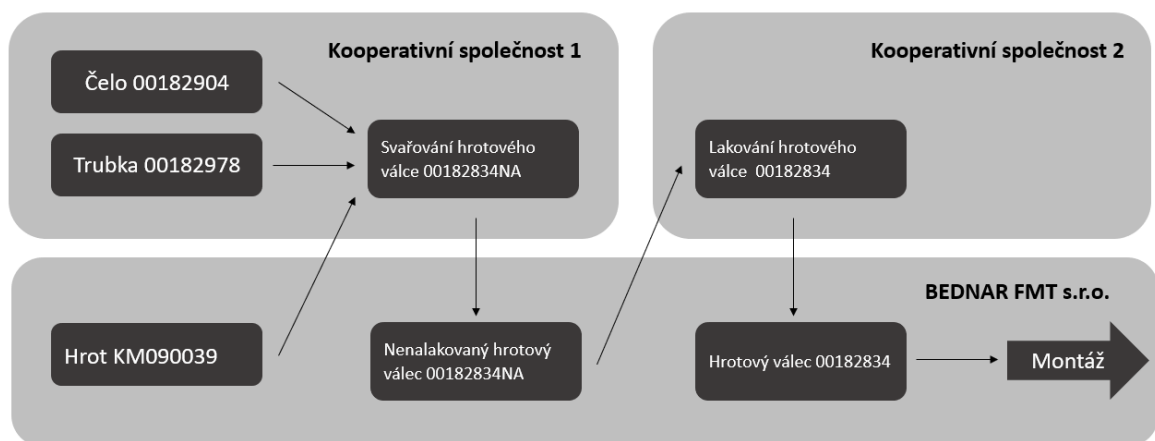 Kooperativní společnost 1
Čelo 00182904
Trubka 00182978
Svařování hrotového
válce 00182834NA
Kooperativní společnost 2
Lakování hrotového
válce 00182834
BEDNAR FMT s.r.o.
Hrot KM090039
Nenalakovaný hrotový
válec 00182834NA
Hrotový válec 00182834
Montáž